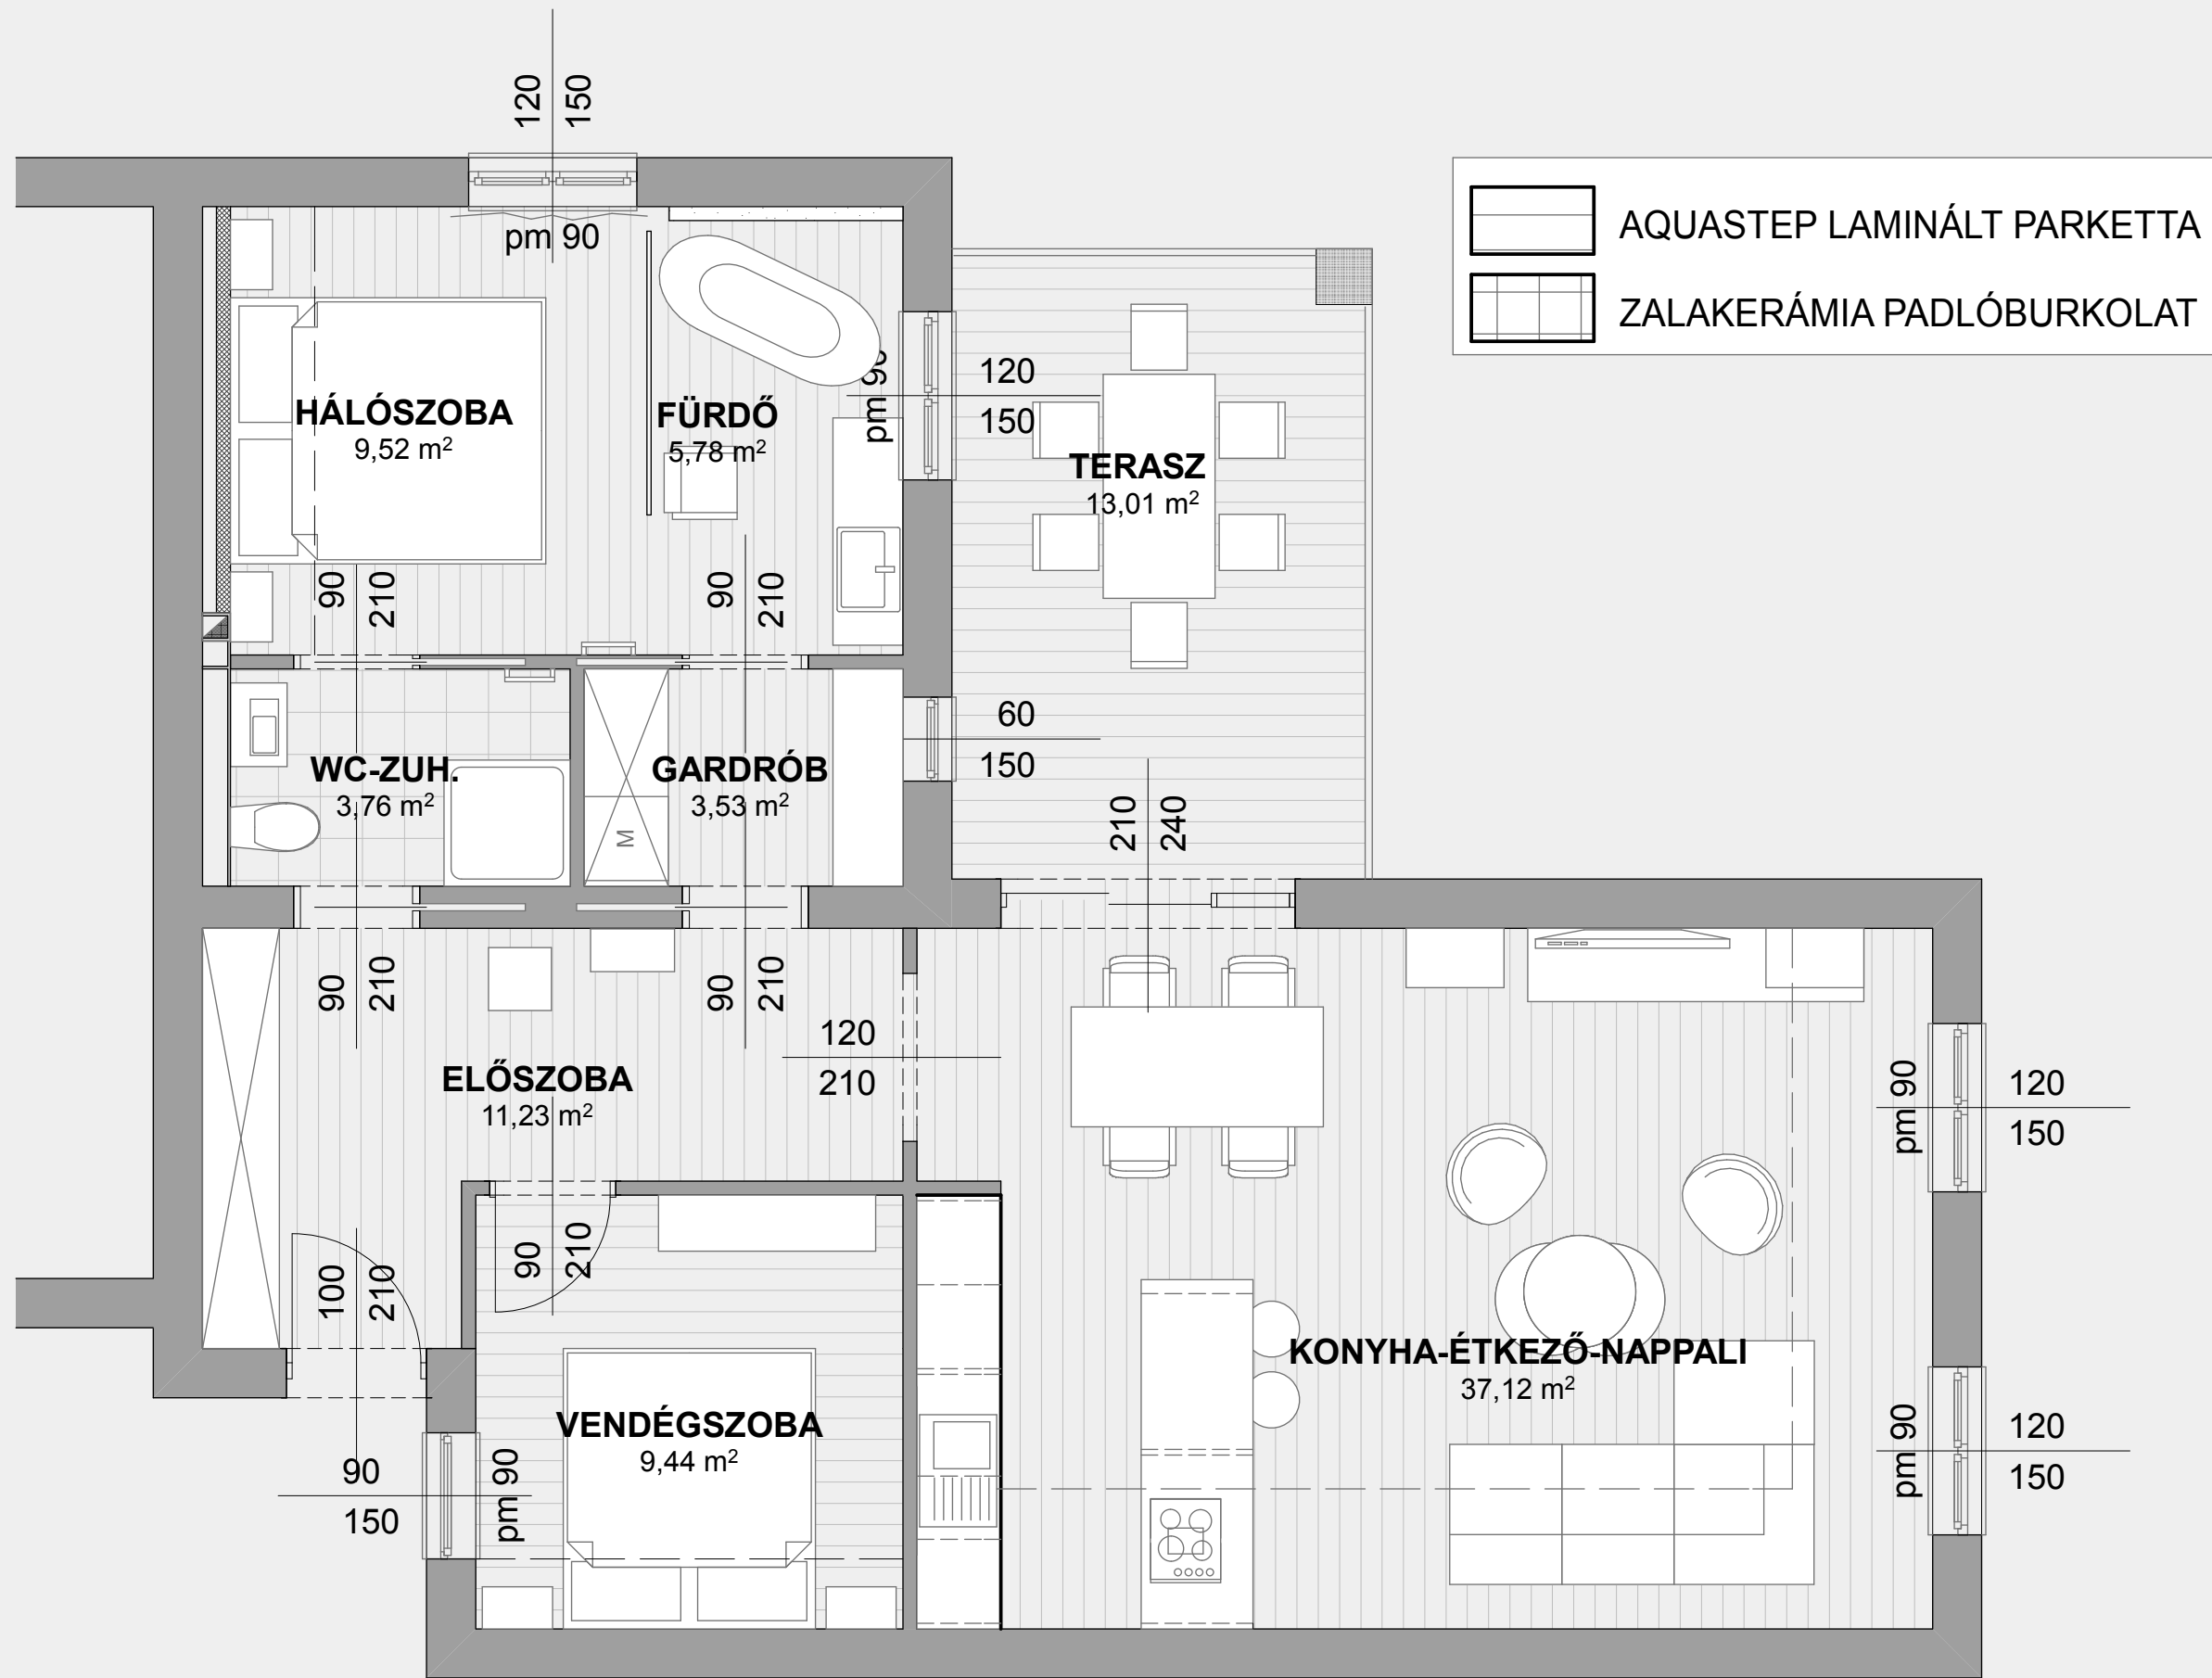 120
150
pm 90
AQUASTEP LAMINÁLT PARKETTA
ZALAKERÁMIA PADLÓBURKOLAT
HÁLÓSZOBA
9,52 m²
FÜRDŐ
5,78 m²
pm 90
120
150
TERASZ
13,01 m²
90
210
90
210
60
150
WC-ZUH.
3,76 m²
GARDRÓB
3,53 m²
M
210
240
90
210
90
210
120
210
ELŐSZOBA
11,23 m²
pm 90
120
150
100
210
90
210
KONYHA-ÉTKEZŐ-NAPPALI
37,12 m²
VENDÉGSZOBA
9,44 m²
90
150
pm 90
pm 90
120
150